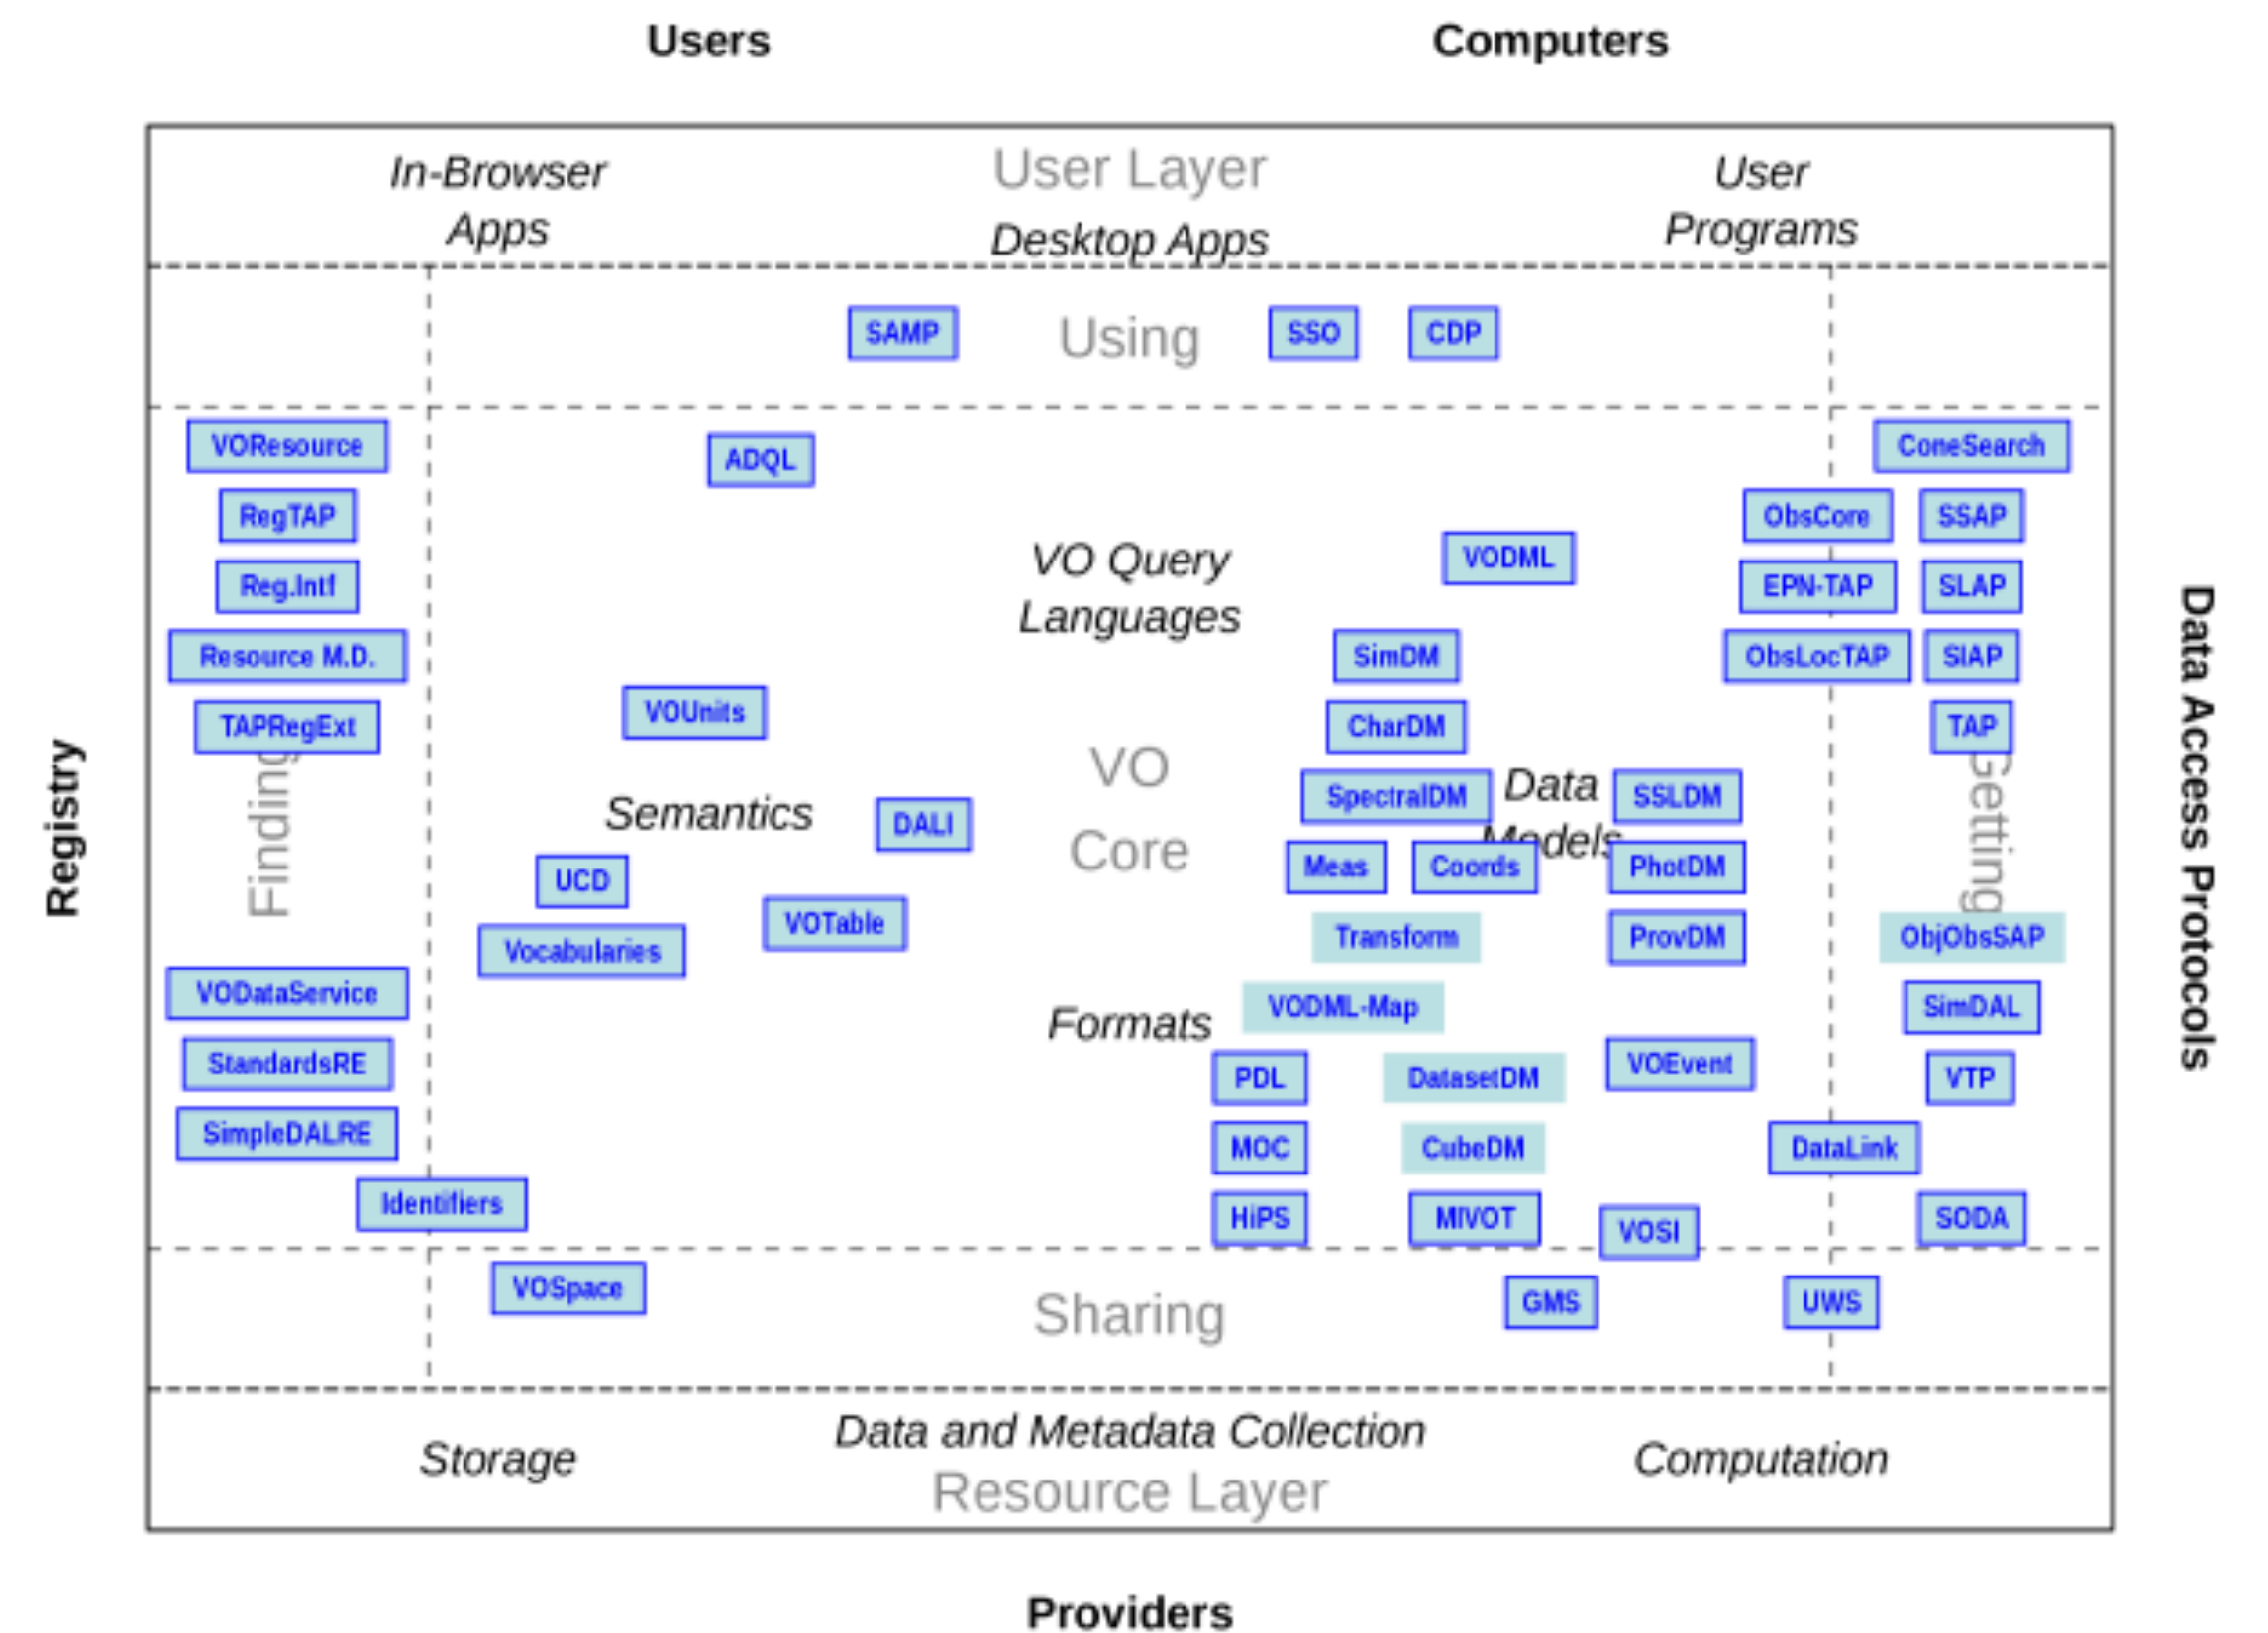 Users
Computers
In-Browser
Apps
User Layer
Desktop Apps
User
Programs
SAMP
Using
SSO
CDP
VOResource
RegTAP
Reg.Intf
Resource M.D.
TAPRegExt
Finding
VODataService
StandardsRE
SimpleDALRE
Identifiers
Registry
ADQL
VOUnits
Semantics
DALI
UCD
VOTable
Vocabularies
VO Query
Languages
VO
Core
Formats
VODML
SimDM
CharDM
SpectralDM
Data
Models
SSLDM
Meas
Coords
PhotDM
Transform
ProvDM
VODML-Map
PDL
DatasetDM
VOEvent
MOC
CubeDM
HiPS
MIVOT
VOSI
ConeSearch
ObsCore
SSAP
EPN-TAP
SLAP
ObsLocTAP
SIAP
TAP
Getting
ObjObsSAP
SimDAL
VTP
DataLink
SODA
Data Access Protocols
VOSpace
Sharing
GMS
UWS
Storage
Data and Metadata Collection
Resource Layer
Computation
Providers